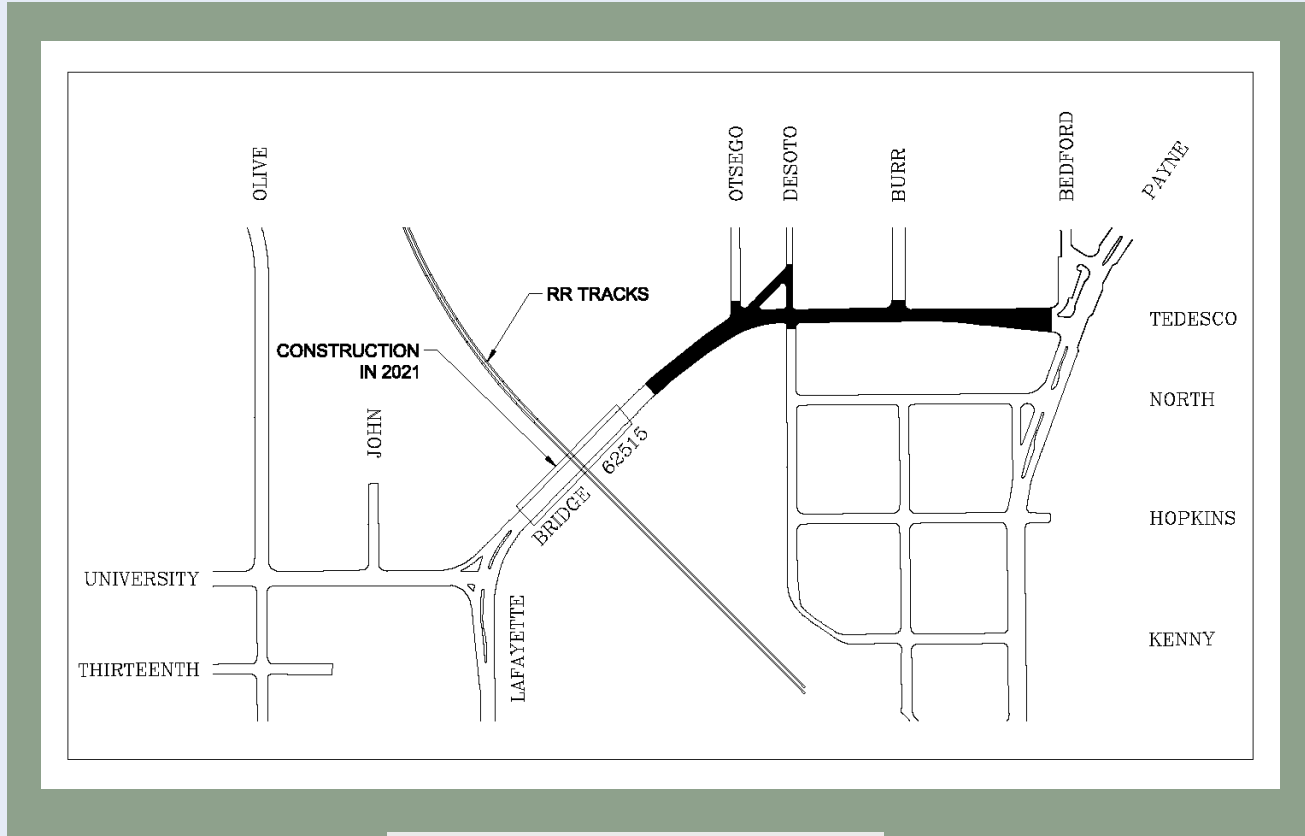 OLIVE
OTSEGO
DESOTO
BURR
BEDFORD
PAYNE
RR TRACKS
TEDESCO
CONSTRUCTION
IN 2021
NORTH
JOHN
BRIDGE 62515
HOPKINS
UNIVERSITY
LAFAYETTE
KENNY
THIRTEENTH